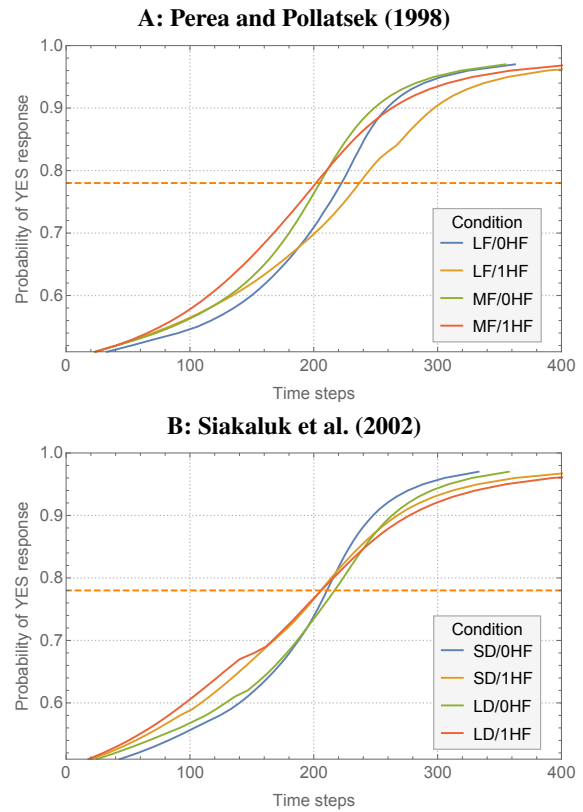 A: Perea and Pollatsek (1998)
1.0
0.9
0.8
0.7
0.6
Probability of YES response
Condition
LF/0HF
LF/1HF
MF/0HF
MF/1HF
0 100 200 300 400
Time steps
B: Siakaluk et al. (2002)
1.0
0.9
0.8
0.7
0.6
Probability of YES response
Condition
SD/0HF
SD/1HF
LD/0HF
LD/1HF
0 100 200 300 400
Time steps